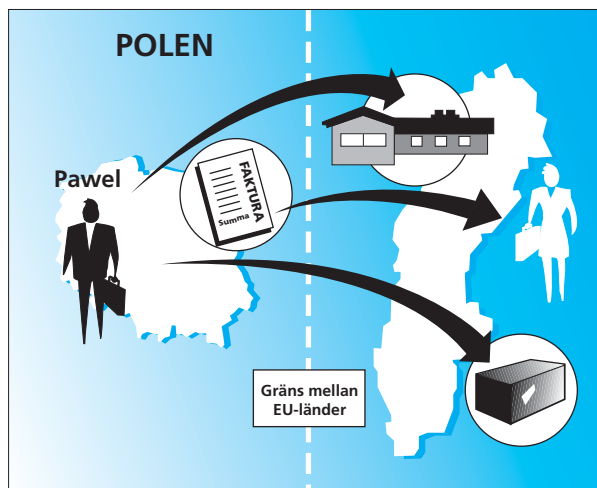 POLEN
Pawel
FAKTURA
Summa
Gräns mellan
EU-länder